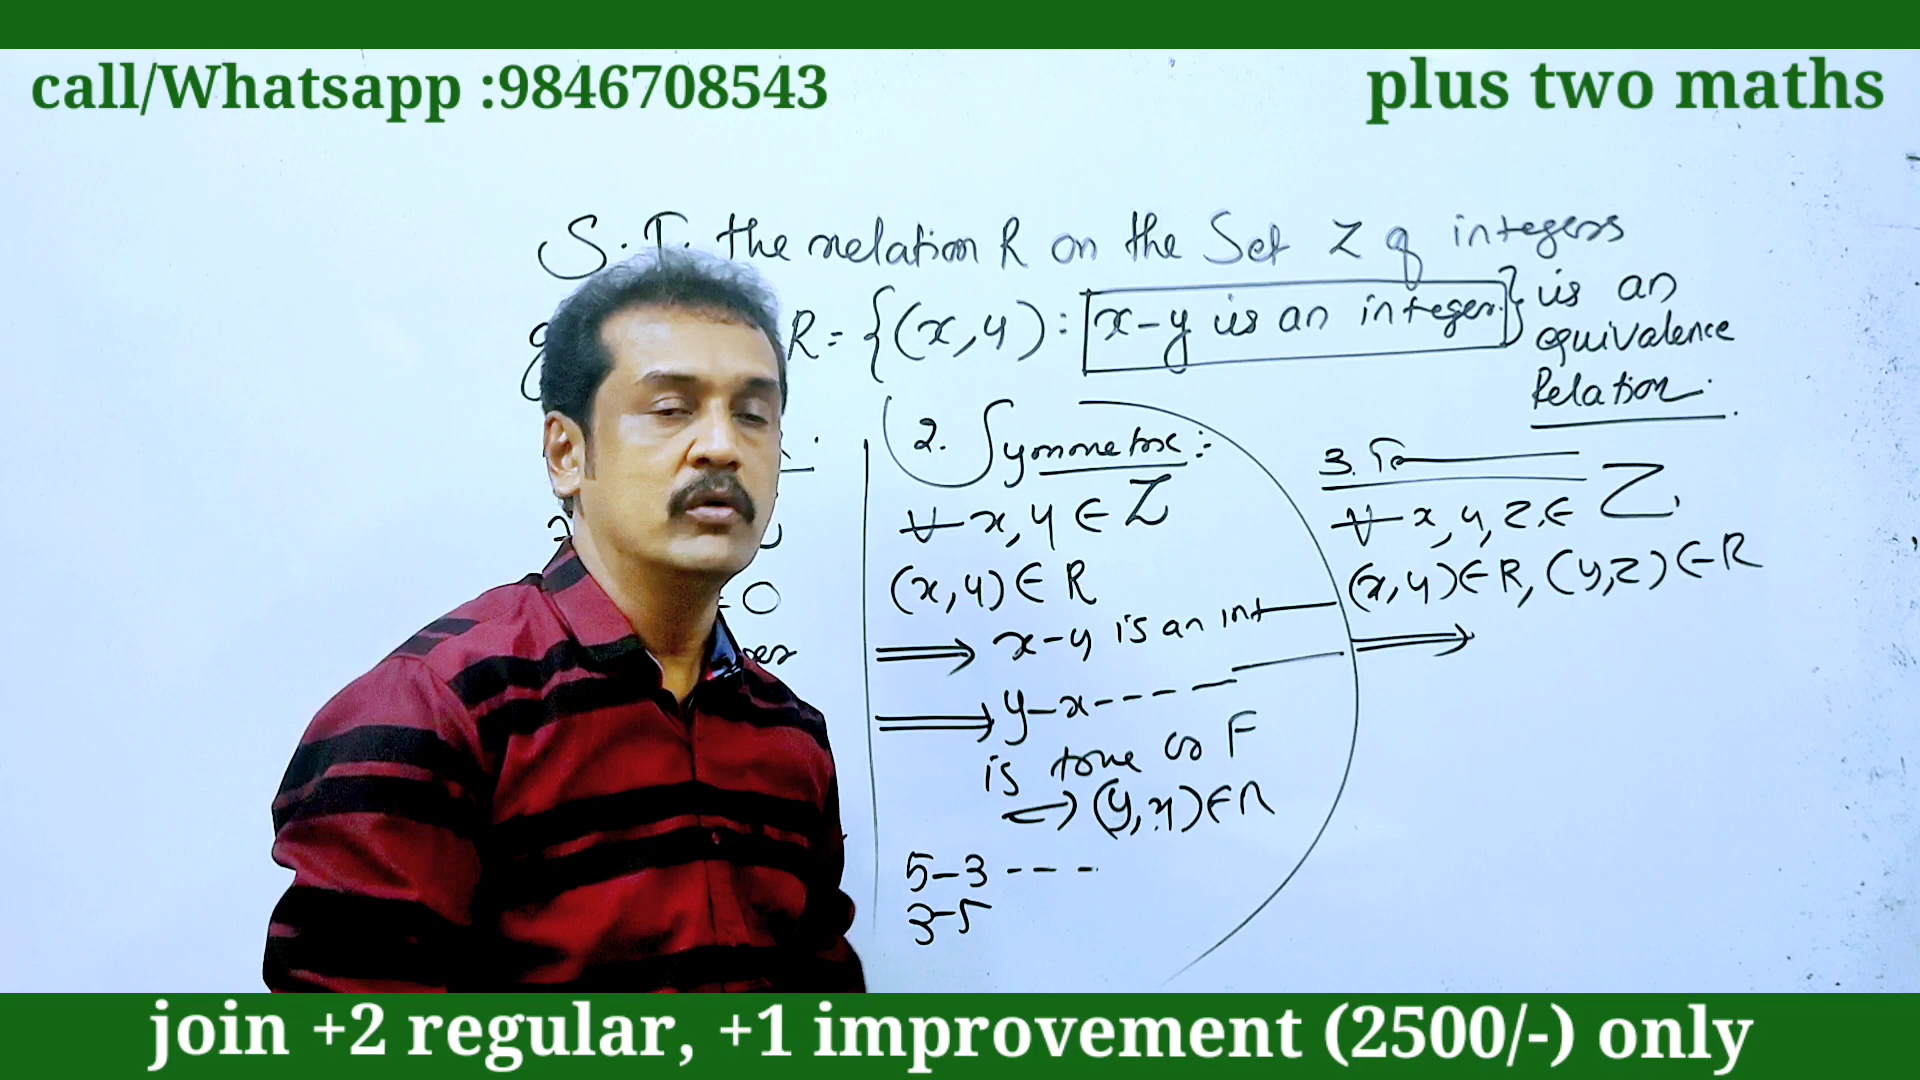 call/Whatsapp :9846708543
plus two maths
S.T. the relation R on the Set Z of integers
R = {(x,y) : x-y is an integer} is an
equivalence
Relation.
2. Symmetric :-
∀ x, y ∈ Z
(x,y) ∈ R
⟹ x-y is an int
⟹ y-x - - - -
is true or F
⟹ (y,x) ∈ R
5-3 - - -
3-5
3. Tr
∀ x, y, z ∈ Z
(x,y) ∈ R, (y,z) ∈ R
⟹
= 0
join +2 regular, +1 improvement (2500/-) only